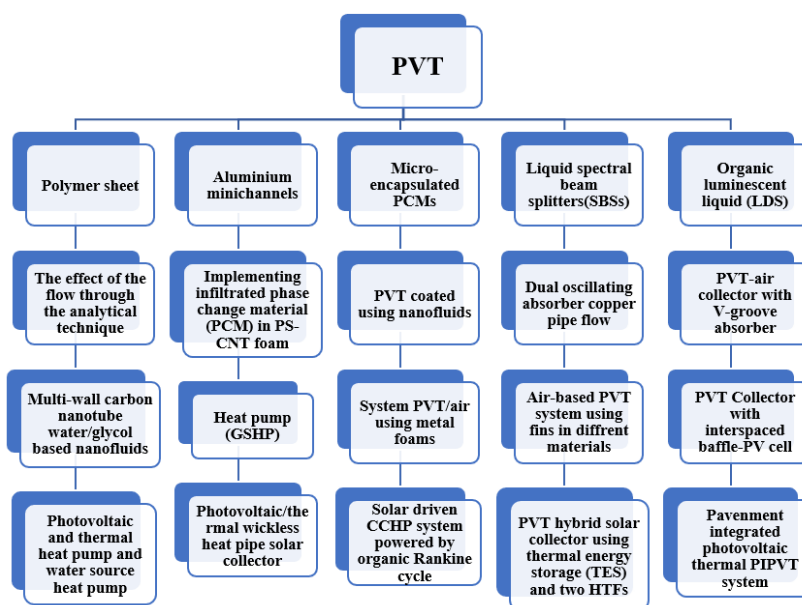 PVT
Polymer sheet
Aluminium
minichannels
Micro-
encapsulated
PCMs
Liquid spectral
beam
splitters(SBSs)
Organic
luminescent
liquid (LDS)
The effect of the
flow through
the analytical
technique
Implementing
infiltrated phase
change material
(PCM) in PS-
CNT foam
PVT coated
using nanofluids
Dual oscillating
absorber copper
pipe flow
PVT-air
collector with
V-groove
absorber
Multi-wall carbon
nanotube
water/glycol
based nanofluids
Heat pump
(GSHP)
System PVT/air
using metal
foams
Air-based PVT
system using
fins in diffrent
materials
PVT Collector
with
interspaced
baffle-PV cell
Photovoltaic
and thermal
heat pump and
water source
heat pump
Photovoltaic/the
rmal wickless
heat pipe solar
collector
Solar driven
CCHP system
powered by
organic Rankine
cycle
PVT hybrid solar
collector using
thermal energy
storage (TES)
and two HTFs
Pavenment
integrated
photovoltaic
thermal PIPVT
system